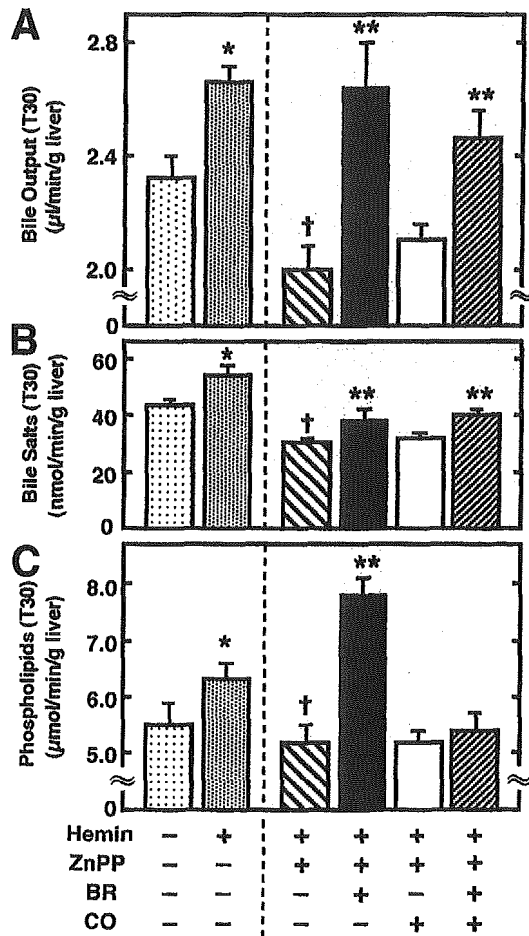 A
Bile Output (T30)
(µl/min/g liver)
2.8
2.4
2.0
0
*
†
**
**
B
Bile Salts (T30)
(nmol/min/g liver)
60
40
20
0
*
†
**
**
C
Phospholipids (T30)
(µmol/min/g liver)
8.0
7.0
6.0
5.0
0
*
†
**
Hemin – + + + + +
ZnPP – – + + + +
BR – – – + – +
CO – – – – + +